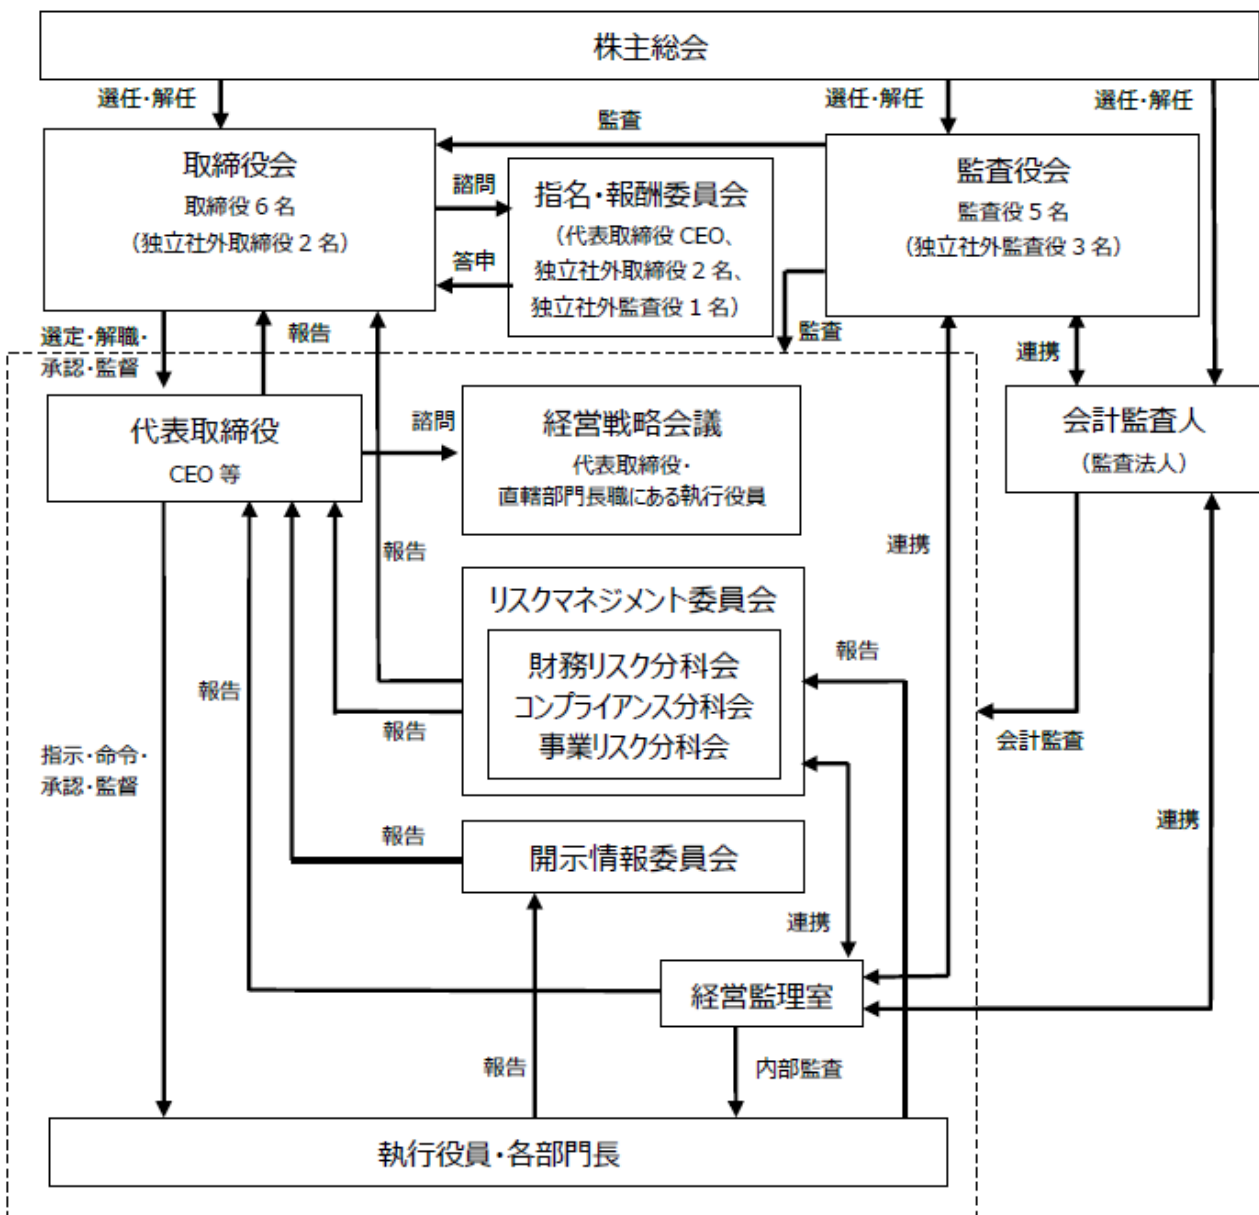 株主総会
選任・解任
選任・解任
選任・解任
監査
取締役会
取締役6名
（独立社外取締役2名）
諮問
答申
指名・報酬委員会
（代表取締役 CEO、
独立社外取締役2名、
独立社外監査役1名）
監査役会
監査役5名
（独立社外監査役3名）
選定・解職・
承認・監督
報告
監査
連携
代表取締役
CEO 等
諮問
経営戦略会議
代表取締役・
直轄部門長職にある執行役員
会計監査人
（監査法人）
報告
連携
リスクマネジメント委員会
財務リスク分科会
コンプライアンス分科会
事業リスク分科会
報告
報告
報告
会計監査
指示・命令・
承認・監督
報告
開示情報委員会
連携
連携
経営監理室
報告
内部監査
執行役員・各部門長